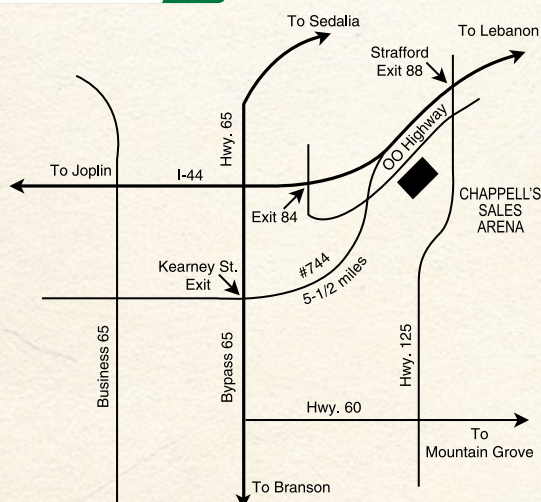 To Sedalia
To Lebanon
Strafford
Exit 88
Hwy. 65
OO Highway
To Joplin
I-44
Exit 84
CHAPPELL'S
SALES
ARENA
Kearney St.
Exit
#744
5-1/2 miles
Business 65
Bypass 65
Hwy. 125
Hwy. 60
To
Mountain Grove
To Branson